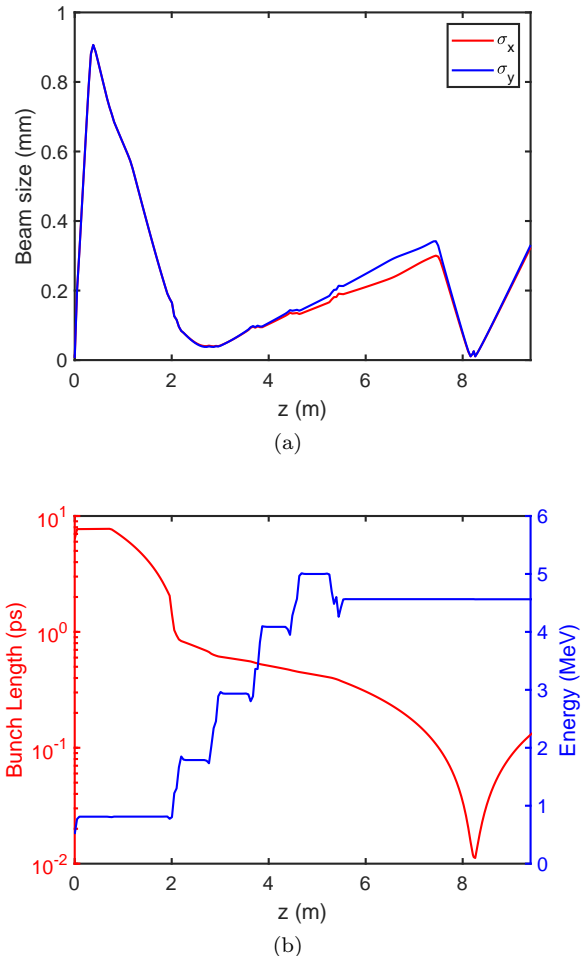 1
0.8
0.6
0.4
0.2
0
Beam size (mm)
σx
σy
0 2 4 6 8
z (m)
(a)
10^1
10^0
10^-1
10^-2
Bunch Length (ps)
6
5
4
3
2
1
0
Energy (MeV)
0 2 4 6 8
z (m)
(b)